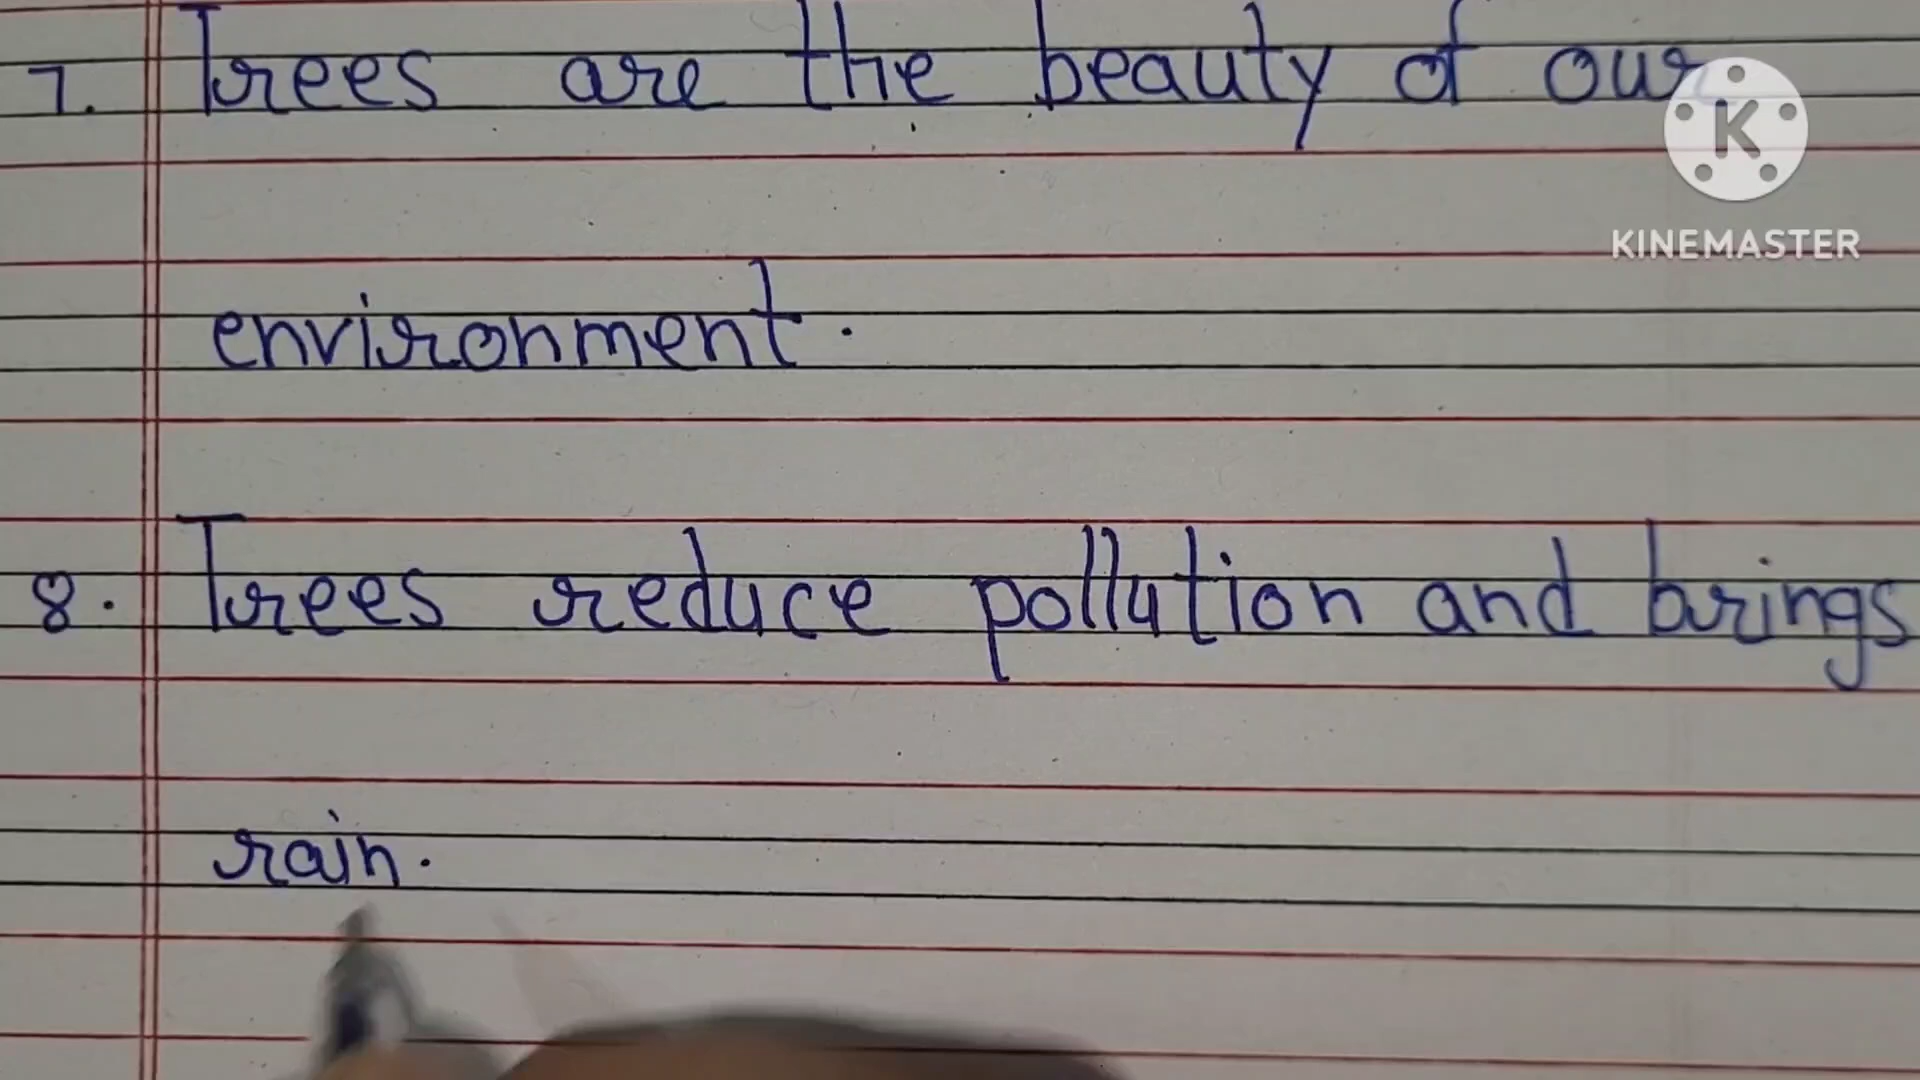 7. Trees are the beauty of our
K
KINEMASTER
environment.
8. Trees reduce pollution and brings
rain.